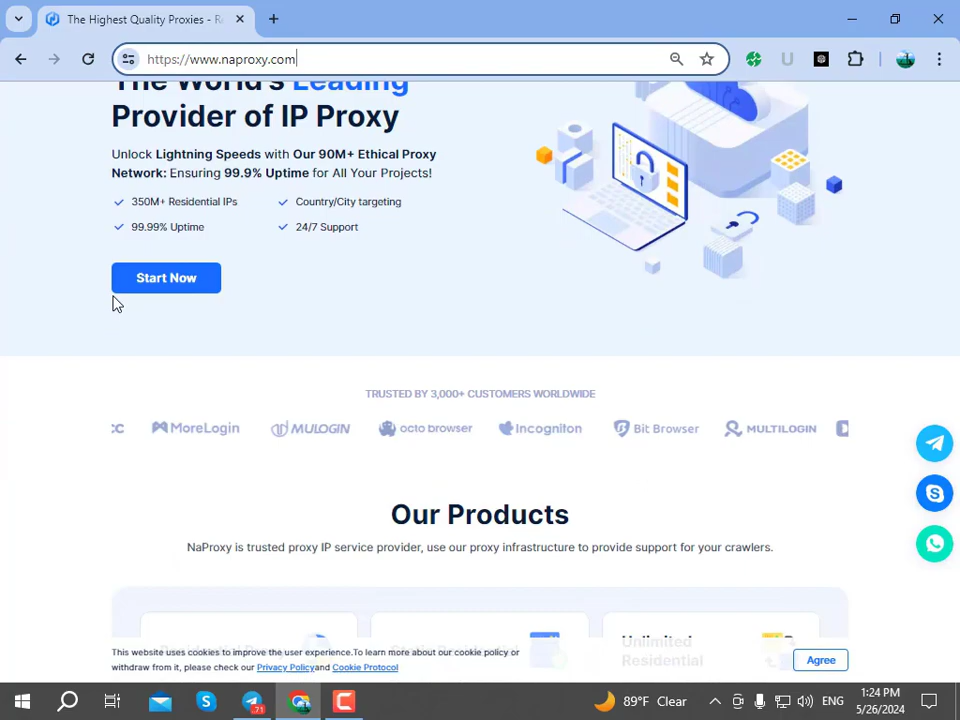 The Highest Quality Proxies - R
https://www.naproxy.com
The World's Leading
Provider of IP Proxy
Unlock Lightning Speeds with Our 90M+ Ethical Proxy
Network: Ensuring 99.9% Uptime for All Your Projects!
350M+ Residential IPs
Country/City targeting
99.99% Uptime
24/7 Support
Start Now
TRUSTED BY 3,000+ CUSTOMERS WORLDWIDE
CC
MoreLogin
MULOGIN
octo browser
Incogniton
Bit Browser
MULTILOGIN
Our Products
NaProxy is trusted proxy IP service provider, use our proxy infrastructure to provide support for your crawlers.
Unlimited
Residential
This website uses cookies to improve the user experience.To learn more about our cookie policy or
withdraw from it, please check our Privacy Policyand Cookie Protocol
Agree
71
89°F Clear
ENG
1:24 PM
5/26/2024